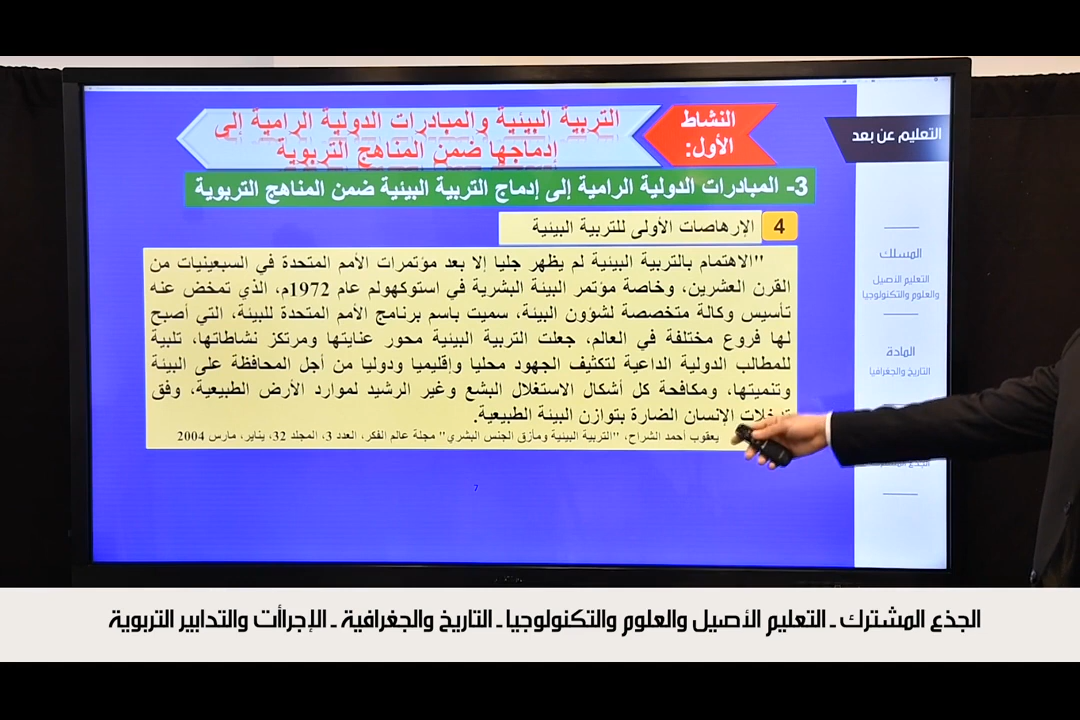 النشاط الأول:
التربية البيئية والمبادرات الدولية الرامية إلى
إدماجها ضمن المناهج التربوية
3- المبادرات الدولية الرامية إلى إدماج التربية البيئية ضمن المناهج التربوية
4 الإرهاصات الأولى للتربية البيئية
"الاهتمام بالتربية البيئية لم يظهر جليا إلا بعد مؤتمرات الأمم المتحدة في السبعينيات من
القرن العشرين، وخاصة مؤتمر البيئة البشرية في استوكهولم عام 1972م، الذي تمخض عنه
تأسيس وكالة متخصصة لشؤون البيئة، سميت باسم برنامج الأمم المتحدة للبيئة، التي أصبح
لها فروع مختلفة في العالم، جعلت التربية البيئية محور عنايتها ومرتكز نشاطاتها، تلبية
للمطالب الدولية الداعية لتكثيف الجهود محليا وإقليميا ودوليا من أجل المحافظة على البيئة
وتنميتها، ومكافحة كل أشكال الاستغلال البشع وغير الرشيد لموارد الأرض الطبيعية، وفق
الإنسان الضارة بتوازن البيئة الطبيعية.
يعقوب أحمد الشراح، "التربية البيئية ومأزق الجنس البشري" مجلة عالم الفكر، العدد 3، المجلد 32، يناير، مارس 2004
7
التعليم عن بعد
المسلك
التعليم الأصيل
والعلوم والتكنولوجيا
المادة
التاريخ والجغرافيا
الجذع المشترك ـ التعليم الأصيل والعلوم والتكنولوجيا ـ التاريخ والجغرافية ـ الإجراأت والتدابير التربوية